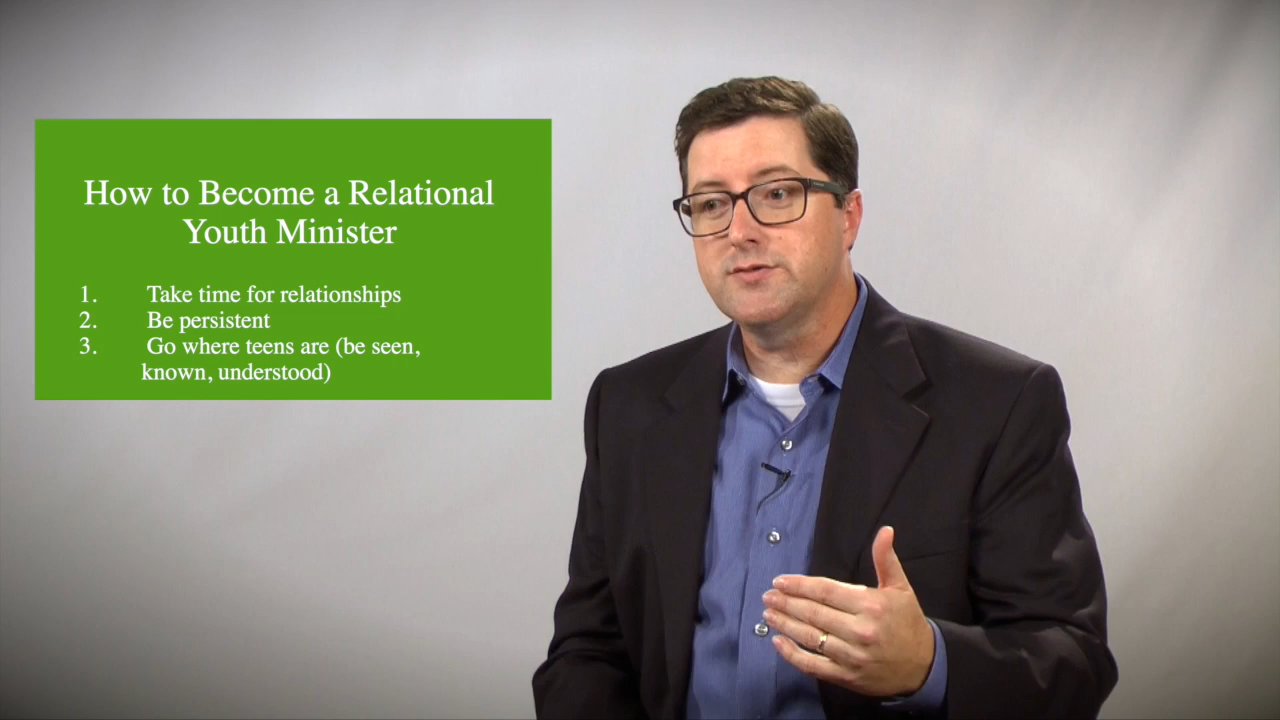 How to Become a Relational
Youth Minister
1. Take time for relationships
2. Be persistent
3. Go where teens are (be seen,
known, understood)